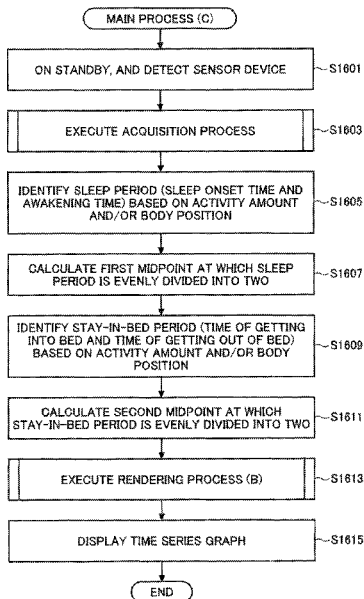 MAIN PROCESS (C)
ON STANDBY, AND DETECT SENSOR DEVICE
S1601
EXECUTE ACQUISITION PROCESS
S1603
IDENTIFY SLEEP PERIOD (SLEEP ONSET TIME AND
AWAKENING TIME) BASED ON ACTIVITY AMOUNT
AND/OR BODY POSITION
S1605
CALCULATE FIRST MIDPOINT AT WHICH SLEEP
PERIOD IS EVENLY DIVIDED INTO TWO
S1607
IDENTIFY STAY-IN-BED PERIOD (TIME OF GETTING
INTO BED AND TIME OF GETTING OUT OF BED)
BASED ON ACTIVITY AMOUNT AND/OR BODY
POSITION
S1609
CALCULATE SECOND MIDPOINT AT WHICH
STAY-IN-BED PERIOD IS EVENLY DIVIDED INTO TWO
S1611
EXECUTE RENDERING PROCESS (B)
S1613
DISPLAY TIME SERIES GRAPH
S1615
END